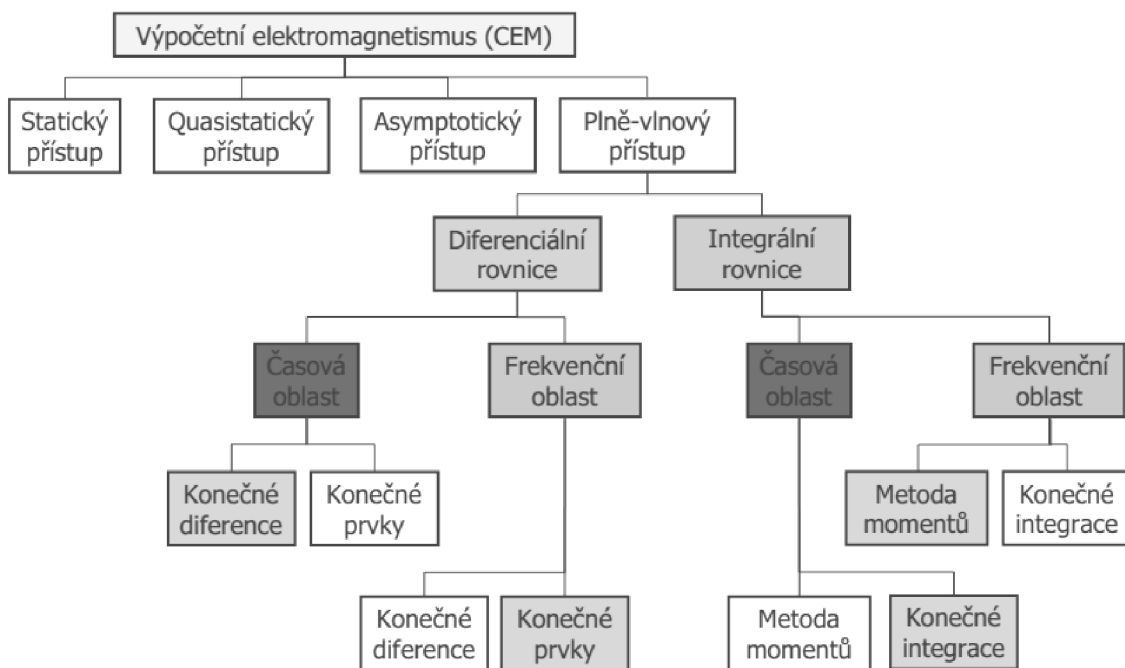 Výpočetní elektromagnetismus (CEM)
Statický
přístup
Quasistatický
přístup
Asymptotický
přístup
Plně-vlnový
přístup
Diferenciální
rovnice
Integrální
rovnice
Časová
oblast
Frekvenční
oblast
Časová
oblast
Frekvenční
oblast
Konečné
diference
Konečné
prvky
Metoda
momentů
Konečné
integrace
Konečné
diference
Konečné
prvky
Metoda
momentů
Konečné
integrace